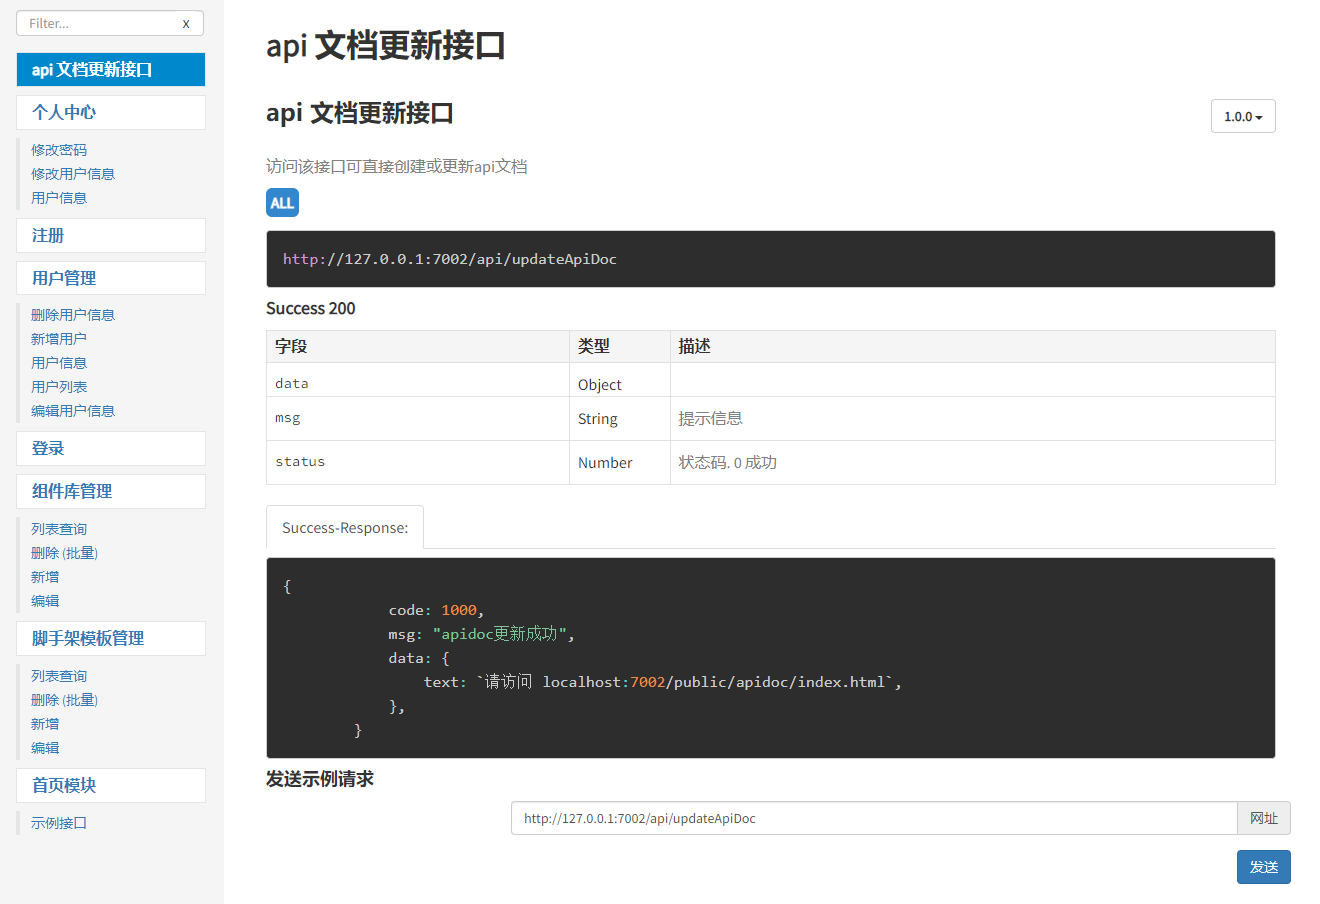 Filter...
x
api 文档更新接口
个人中心
修改密码
修改用户信息
用户信息
注册
用户管理
删除用户信息
新增用户
用户信息
用户列表
编辑用户信息
登录
组件库管理
列表查询
删除 (批量)
新增
编辑
脚手架模板管理
列表查询
删除 (批量)
新增
编辑
首页模块
示例接口
api 文档更新接口
api 文档更新接口
1.0.0
访问该接口可直接创建或更新api文档
ALL
http://127.0.0.1:7002/api/updateApiDoc
Success 200
字段 类型 描述
data Object
msg String 提示信息
status Number 状态码. 0 成功
Success-Response:
{
code: 1000,
msg: "apidoc更新成功",
data: {
text: `请访问 localhost:7002/public/apidoc/index.html`,
},
}
发送示例请求
http://127.0.0.1:7002/api/updateApiDoc 网址
发送